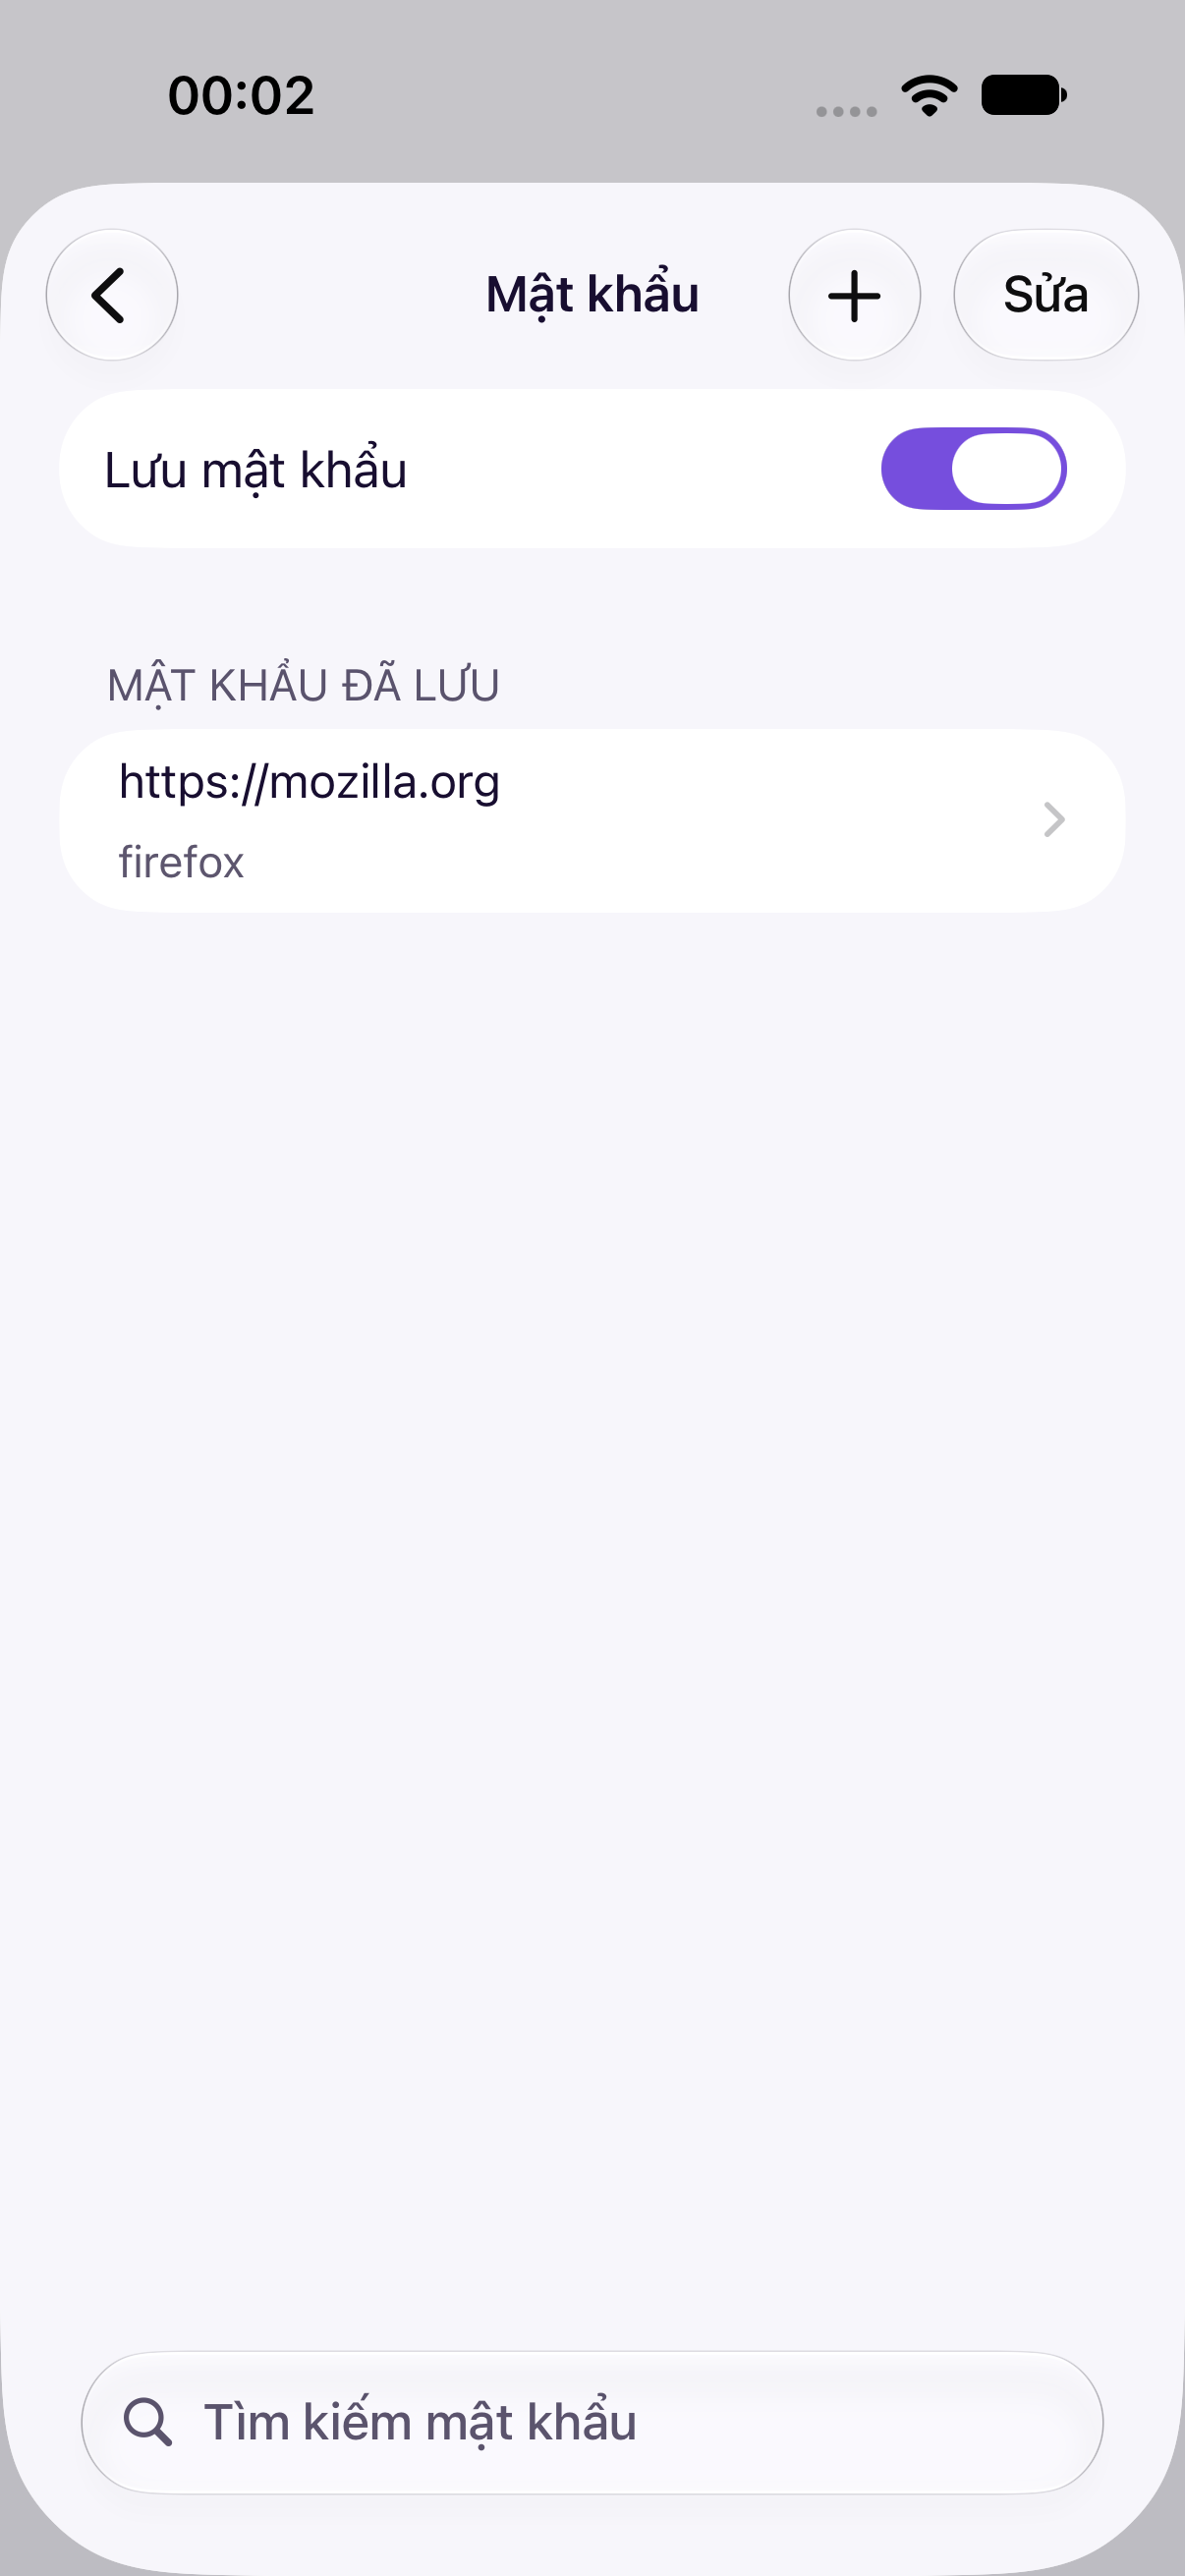 00:02
Mật khẩu
Sửa
Lưu mật khẩu
MẬT KHẨU ĐÃ LƯU
https://mozilla.org
firefox
Tìm kiếm mật khẩu